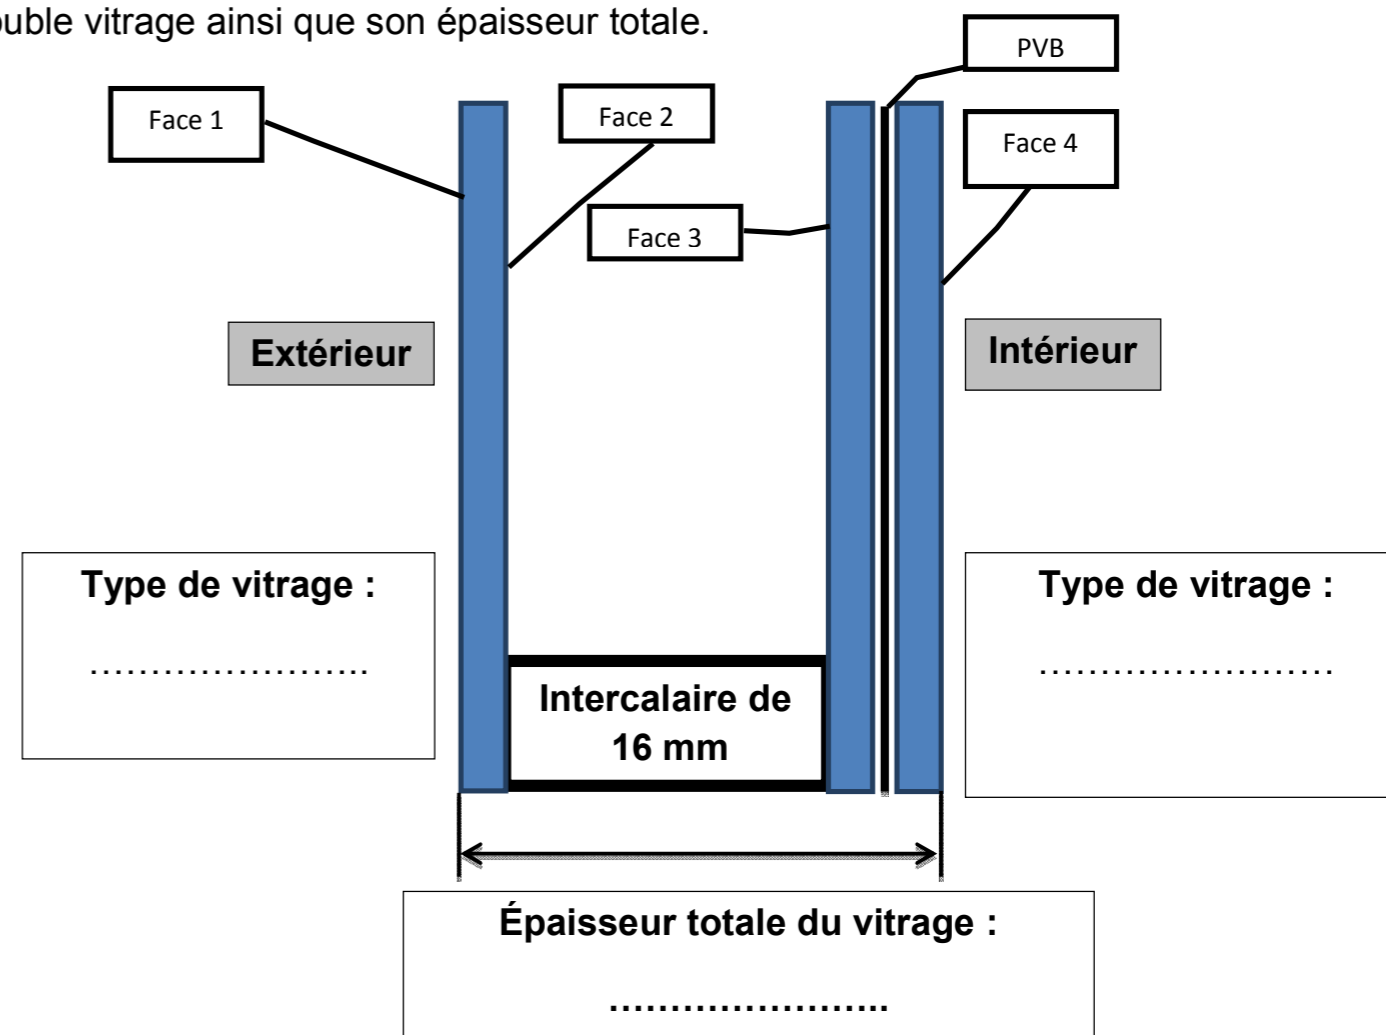 ouble vitrage ainsi que son épaisseur totale.
PVB
Face 1
Face 2
Face 4
Face 3
Extérieur
Intérieur
Type de vitrage :
......................
Type de vitrage :
........................
Intercalaire de
16 mm
Épaisseur totale du vitrage :
......................